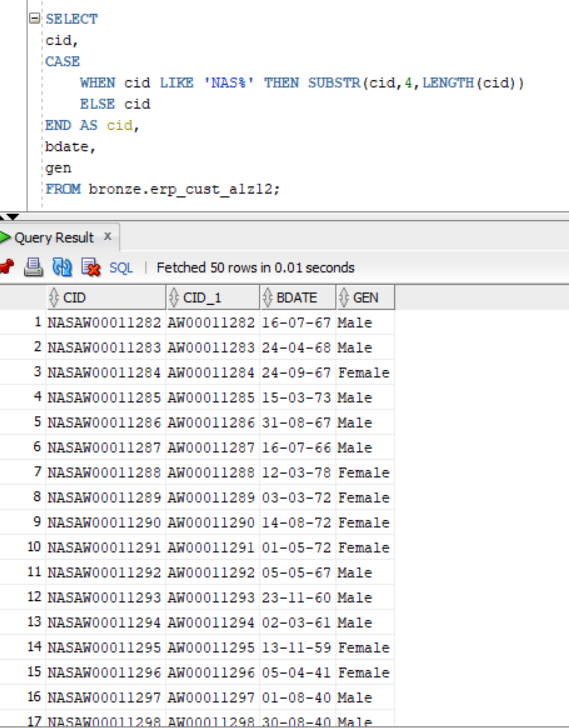 SELECT
cid,
CASE
WHEN cid LIKE 'NAS%' THEN SUBSTR(cid,4,LENGTH(cid))
ELSE cid
END AS cid,
bdate,
gen
FROM bronze.erp_cust_a1z12;
Query Result x
SQL | Fetched 50 rows in 0.01 seconds
CID CID_1 BDATE GEN
1 NASAW00011282 AW00011282 16-07-67 Male
2 NASAW00011283 AW00011283 24-04-68 Male
3 NASAW00011284 AW00011284 24-09-67 Female
4 NASAW00011285 AW00011285 15-03-73 Male
5 NASAW00011286 AW00011286 31-08-67 Male
6 NASAW00011287 AW00011287 16-07-66 Male
7 NASAW00011288 AW00011288 12-03-78 Female
8 NASAW00011289 AW00011289 03-03-72 Female
9 NASAW00011290 AW00011290 14-08-72 Female
10 NASAW00011291 AW00011291 01-05-72 Female
11 NASAW00011292 AW00011292 05-05-67 Male
12 NASAW00011293 AW00011293 23-11-60 Male
13 NASAW00011294 AW00011294 02-03-61 Male
14 NASAW00011295 AW00011295 13-11-59 Female
15 NASAW00011296 AW00011296 05-04-41 Female
16 NASAW00011297 AW00011297 01-08-40 Male
17 NASAW00011298 AW00011298 30-08-40 Male